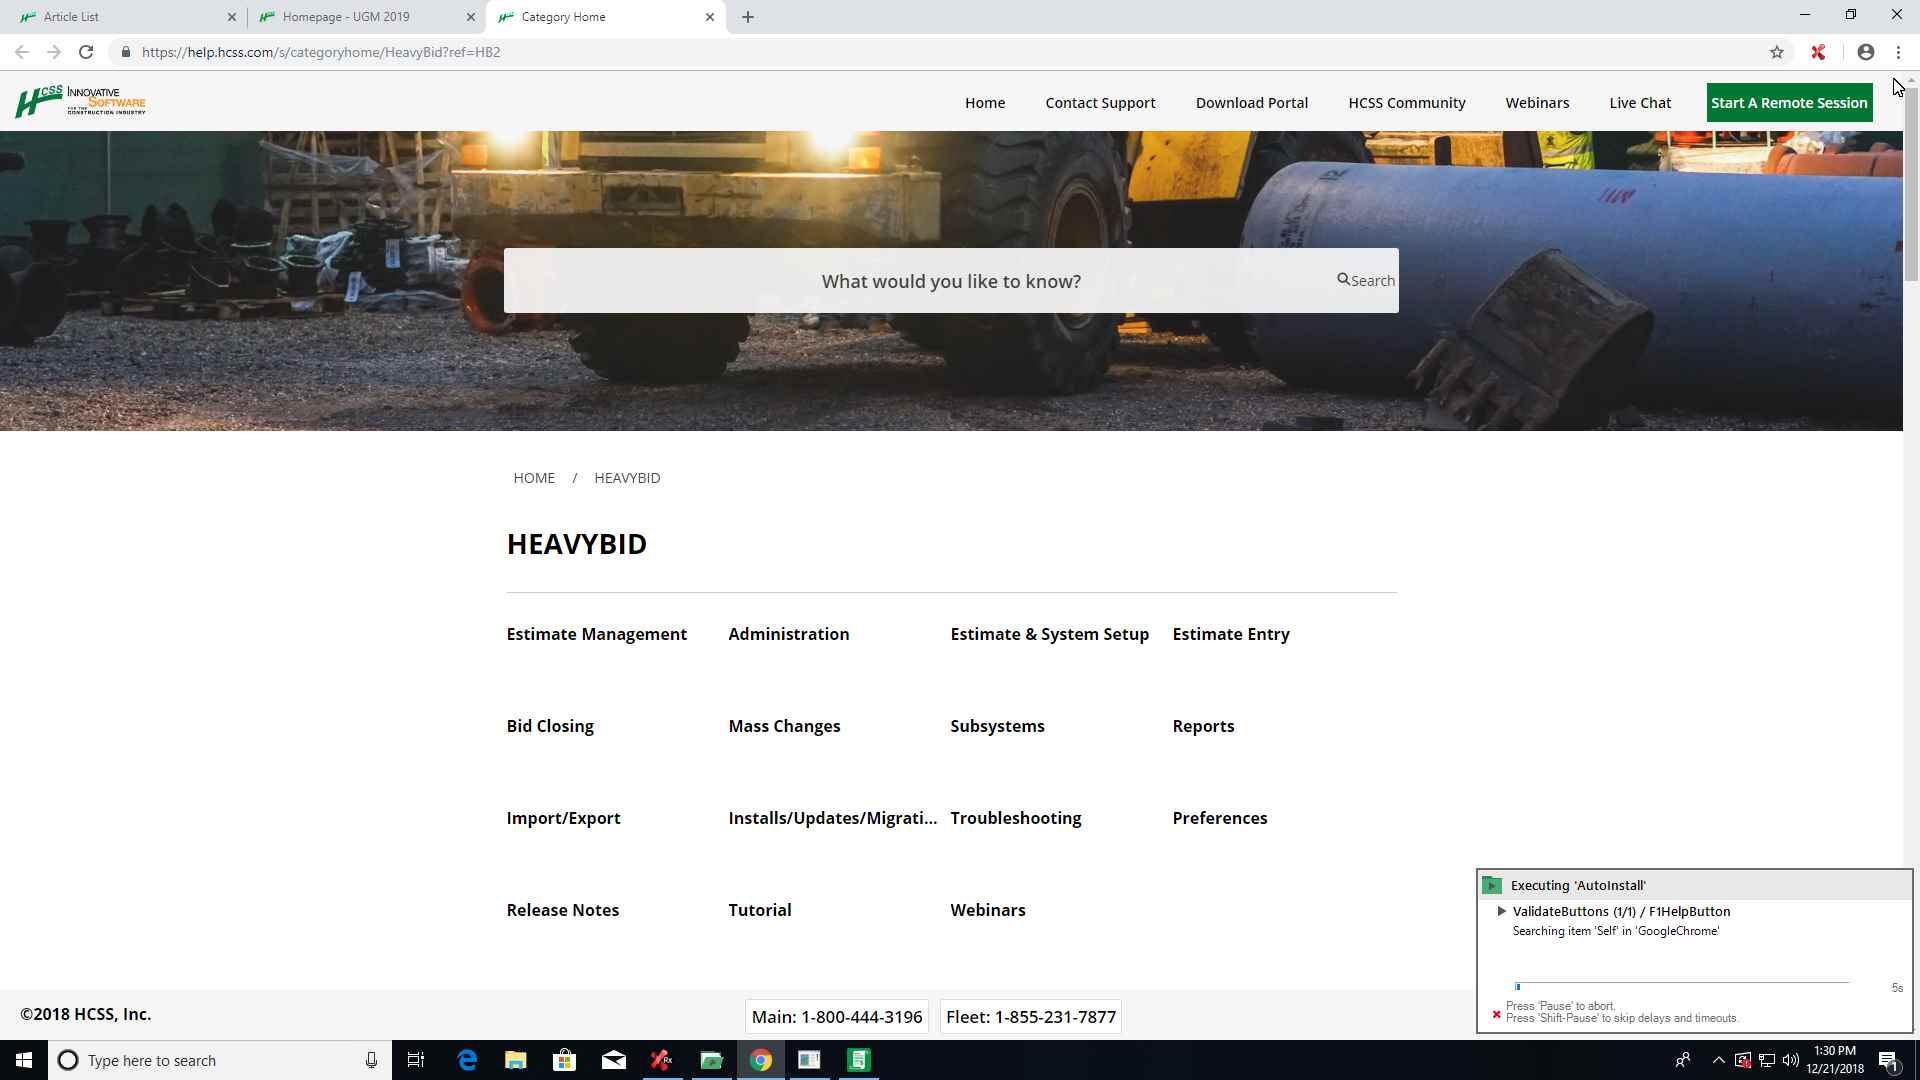 Article List
Homepage - UGM 2019
Category Home
https://help.hcss.com/s/categoryhome/HeavyBid?ref=HB2
HCSS INNOVATIVE SOFTWARE FOR THE CONSTRUCTION INDUSTRY
Home
Contact Support
Download Portal
HCSS Community
Webinars
Live Chat
Start A Remote Session
What would you like to know?
Search
HOME / HEAVYBID
HEAVYBID
Estimate Management
Administration
Estimate & System Setup
Estimate Entry
Bid Closing
Mass Changes
Subsystems
Reports
Import/Export
Installs/Updates/Migrati...
Troubleshooting
Preferences
Release Notes
Tutorial
Webinars
Executing 'AutoInstall'
ValidateButtons (1/1) / F1HelpButton
Searching item 'Self' in 'GoogleChrome'
5s
Press 'Pause' to abort.
Press 'Shift-Pause' to skip delays and timeouts.
©2018 HCSS, Inc.
Main: 1-800-444-3196
Fleet: 1-855-231-7877
Type here to search
Rx
1:30 PM
12/21/2018
1